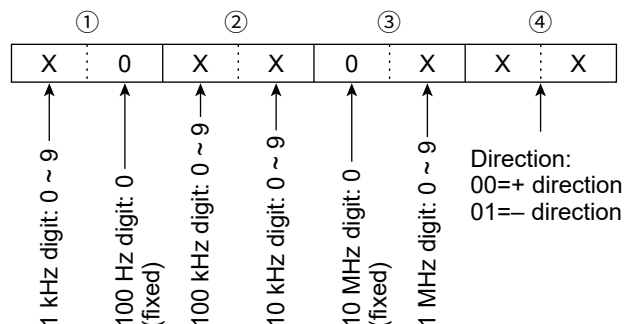 ① ② ③ ④
X 0 X X 0 X X X
1 kHz digit: 0 ~ 9
100 Hz digit: 0
(fixed)
100 kHz digit: 0 ~ 9
10 kHz digit: 0 ~ 9
10 MHz digit: 0
(fixed)
1 MHz digit: 0 ~ 9
Direction:
00=+ direction
01=– direction